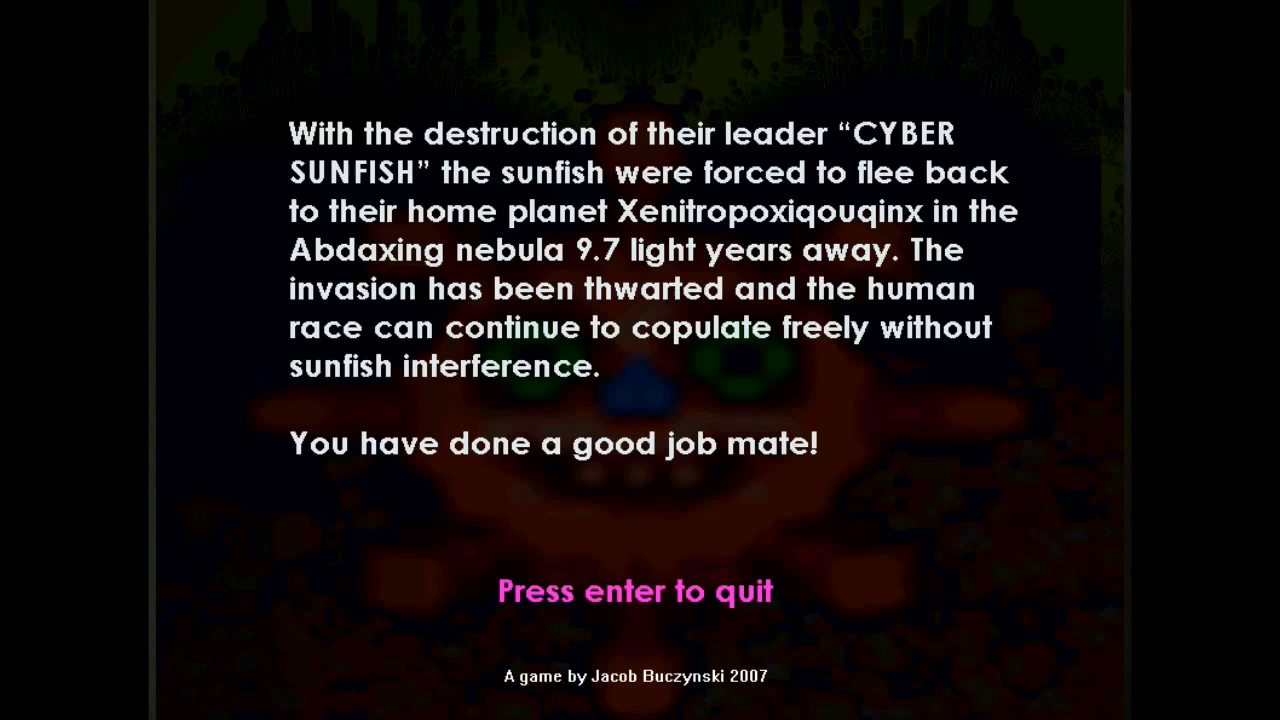 With the destruction of their leader “CYBER
SUNFISH” the sunfish were forced to flee back
to their home planet Xenitropoxiqouqinx in the
Abdaxing nebula 9.7 light years away. The
invasion has been thwarted and the human
race can continue to copulate freely without
sunfish interference.
You have done a good job mate!
Press enter to quit
A game by Jacob Buczynski 2007